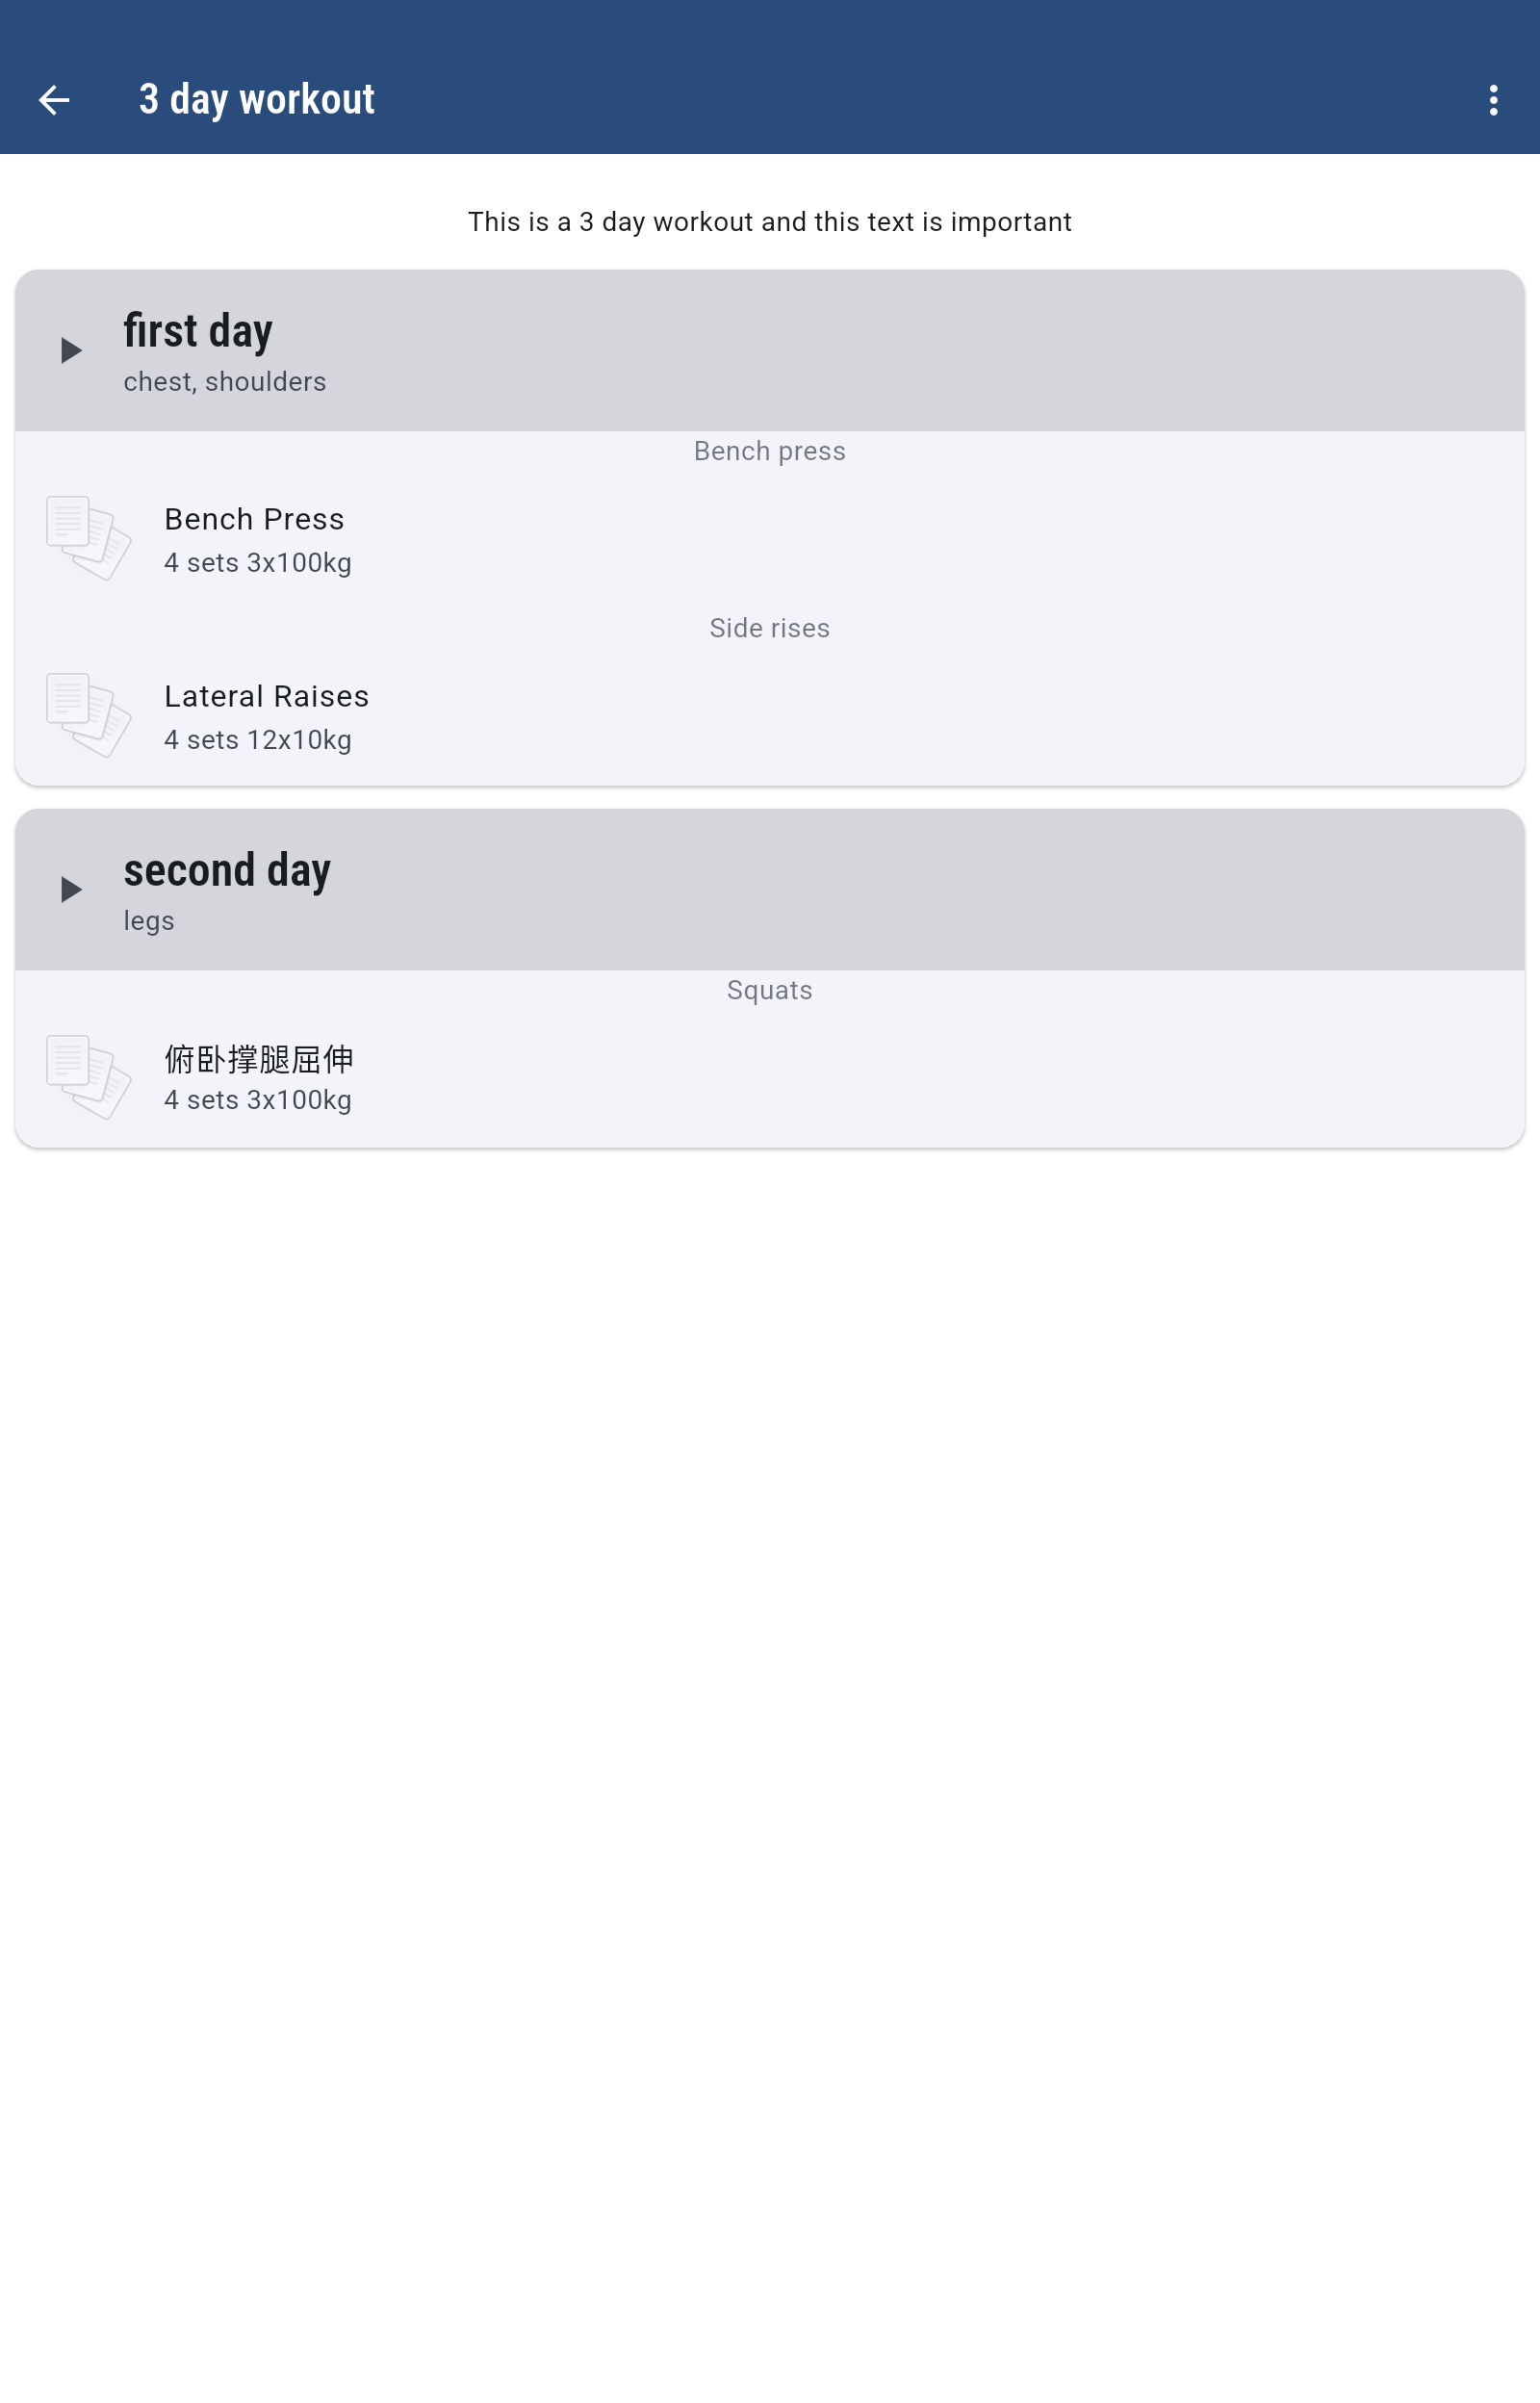 3 day workout
This is a 3 day workout and this text is important
first day
chest, shoulders
Bench press
Bench Press
4 sets 3x100kg
Side rises
Lateral Raises
4 sets 12x10kg
second day
legs
Squats
俯卧撑腿屈伸
4 sets 3x100kg